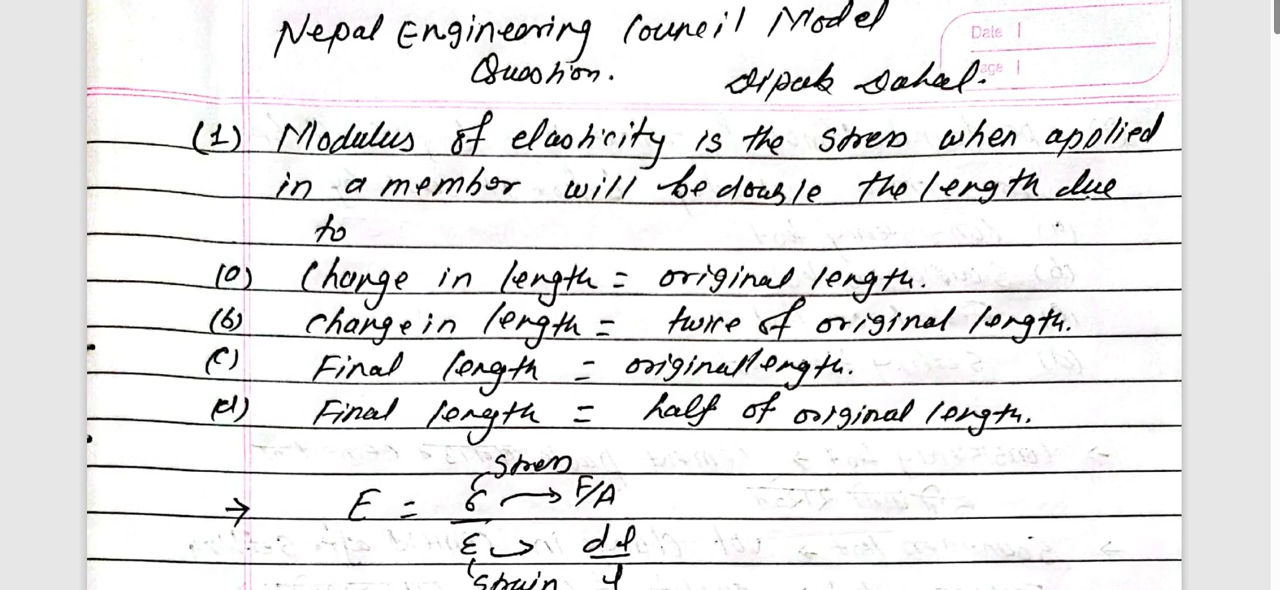 Nepal Engineering Council Model
Question.
Dipak Dahal.
Date
age
(1) Modulus of elasticity is the stress when applied
in a member will be double the length due
to
(a) Change in length = original length.
(b) change in length = twice of original length.
(c) Final length = original length.
(d) Final length = half of original length.
stress
→ E = σ → F/A
ε → dl
strain l